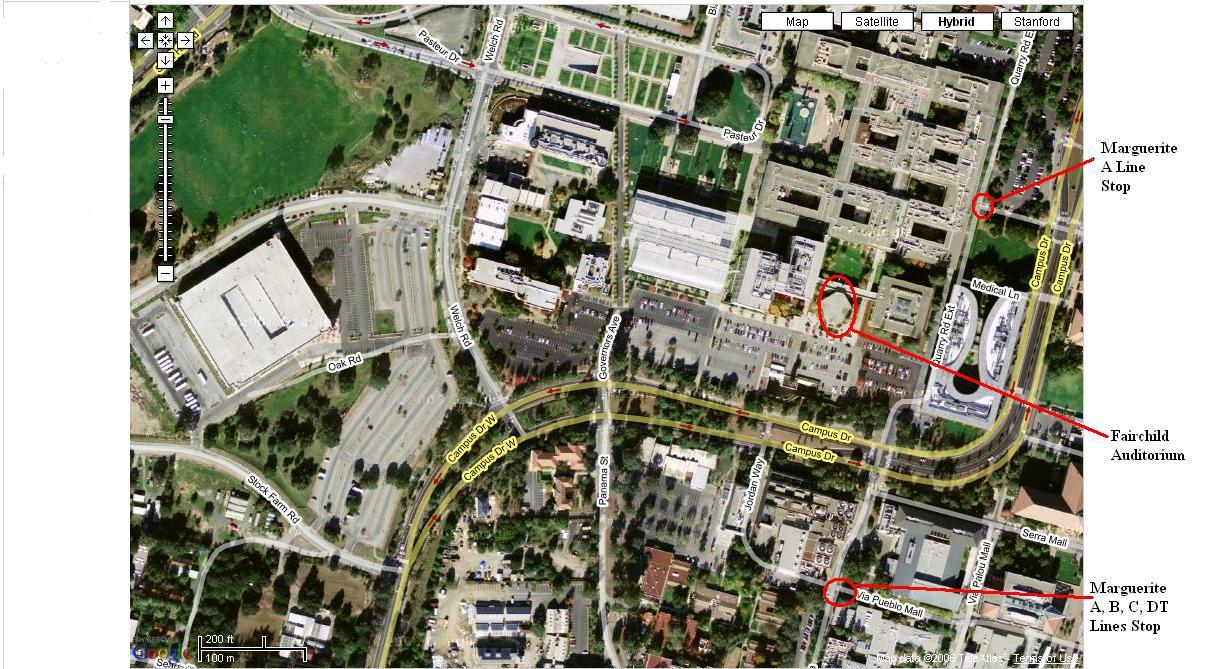 Map
Satellite
Hybrid
Stanford
Pasteur Dr
Welch Rd
Quarry Rd Ext
Pasteur Dr
Marguerite
A Line
Stop
Campus Dr
Campus Dr
Medical Ln
Welch Rd
Governors Ave
Quarry Rd Ext
Oak Rd
Campus Dr W
Campus Dr W
Campus Dr
Campus Dr
Fairchild
Auditorium
Panama St
Jordan Way
Stock Farm Rd
Serra Mall
Via Palou Mall
Via Pueblo Mall
Marguerite
A, B, C, DT
Lines Stop
POWERED BY
Google
200 ft
100 m
Map data ©2006 TeleAtlas - Terms of Use